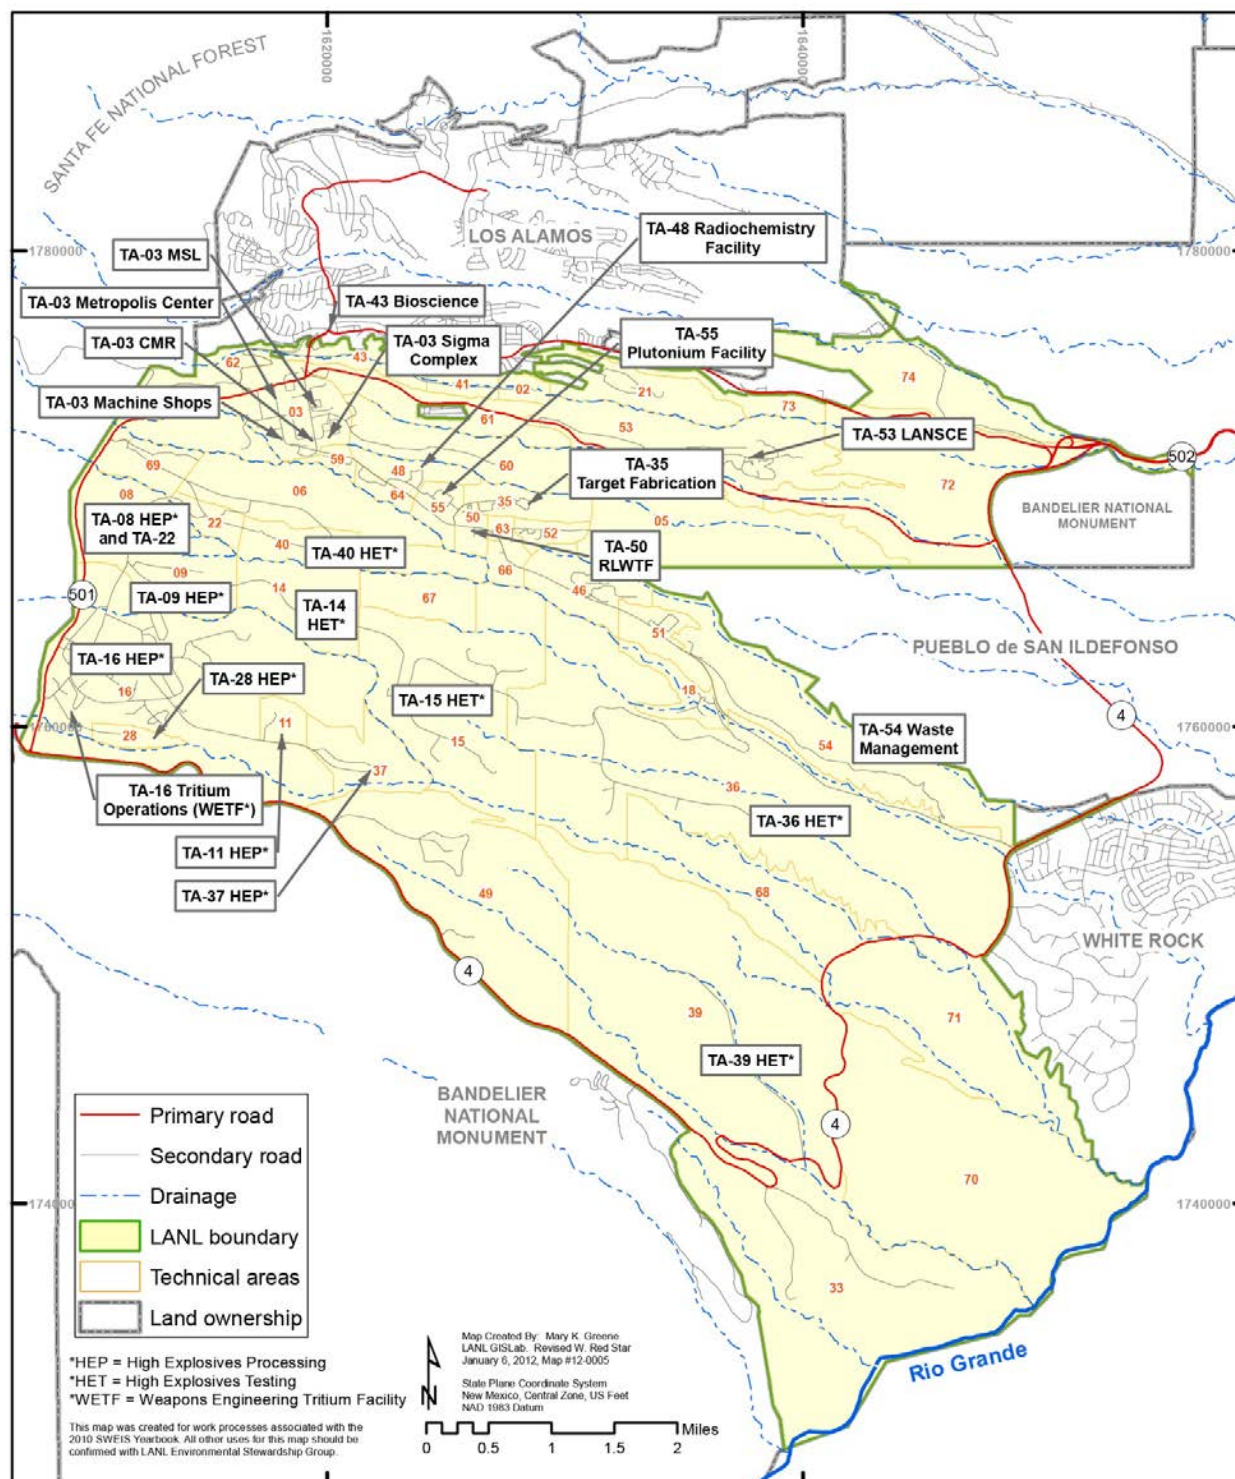 1620000
1640000
SANTA FE NATIONAL FOREST
LOS ALAMOS
TA-48 Radiochemistry
Facility
1780000
1780000
TA-03 MSL
TA-03 Metropolis Center
TA-43 Bioscience
TA-03 CMR
TA-03 Sigma
Complex
TA-55
Plutonium Facility
62
43
41
02
21
74
TA-03 Machine Shops
03
61
53
73
TA-53 LANSCE
502
59
69
48
60
TA-35
Target Fabrication
72
08
06
64
55
35
50
63
52
05
BANDELIER NATIONAL
MONUMENT
TA-08 HEP*
and TA-22
22
40
TA-40 HET*
TA-50
RLWTF
09
66
501
TA-09 HEP*
14
TA-14
HET*
67
46
51
PUEBLO de SAN ILDEFONSO
TA-16 HEP*
16
TA-28 HEP*
TA-15 HET*
18
4
28
11
15
54
TA-54 Waste
Management
1760000
37
36
TA-16 Tritium
Operations (WETF*)
TA-36 HET*
TA-11 HEP*
TA-37 HEP*
49
68
WHITE ROCK
4
39
71
TA-39 HET*
BANDELIER
NATIONAL
MONUMENT
4
70
1740000
1740000
33
Rio Grande
Primary road
Secondary road
Drainage
LANL boundary
Technical areas
Land ownership
*HEP = High Explosives Processing
*HET = High Explosives Testing
*WETF = Weapons Engineering Tritium Facility
This map was created for work processes associated with the
2010 SWEIS Yearbook. All other uses for this map should be
confirmed with LANL Environmental Stewardship Group.
N
Map Created By: Mary K. Greene
LANL GISLab. Revised W. Red Star
January 6, 2012, Map #12-0005
State Plane Coordinate System
New Mexico, Central Zone, US Feet
NAD 1983 Datum
Miles
0 0.5 1 1.5 2